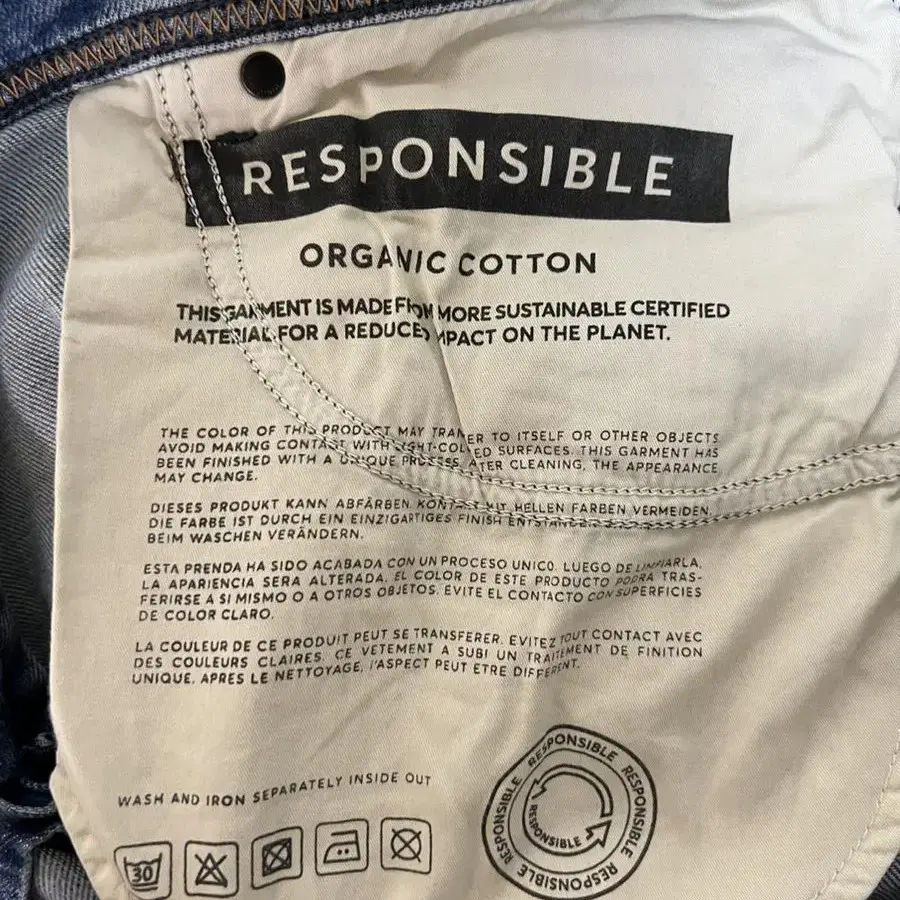 RESPONSIBLE
ORGANIC COTTON
THIS GARMENT IS MADE FROM MORE SUSTAINABLE CERTIFIED
MATERIAL FOR A REDUCED IMPACT ON THE PLANET.
THE COLOR OF THIS PRODUCT MAY TRANSFER TO ITSELF OR OTHER OBJECTS.
AVOID MAKING CONTACT WITH LIGHT-COLORED SURFACES. THIS GARMENT HAS
BEEN FINISHED WITH A UNIQUE PROCESS. AFTER CLEANING, THE APPEARANCE
MAY CHANGE.
DIESES PRODUKT KANN ABFÄRBEN. KONTAKT MIT HELLEN FARBEN VERMEIDEN.
DIE FARBE IST DURCH EIN EINZIGARTIGES FINISH ENTSTANDEN
BEIM WASCHEN VERÄNDERN.
ESTA PRENDA HA SIDO ACABADA CON UN PROCESO UNICO. LUEGO DE LIMPIARLA,
LA APARIENCIA SERA ALTERADA. EL COLOR DE ESTE PRODUCTO PODRA TRAS-
FERIRSE A SI MISMO O A OTROS OBJETOS. EVITE EL CONTACTO CON SUPERFICIES
DE COLOR CLARO.
LA COULEUR DE CE PRODUIT PEUT SE TRANSFERER. EVITEZ TOUT CONTACT AVEC
DES COULEURS CLAIRES. CE VETEMENT A SUBI UN TRAITEMENT DE FINITION
UNIQUE. APRES LE NETTOYAGE, l'ASPECT PEUT ETRE DIFFERENT.
WASH AND IRON SEPARATELY INSIDE OUT
30
RESPONSIBLE RESPONSIBLE RESPONSIBLE RESPONSIBLE
RESPONSIBLE